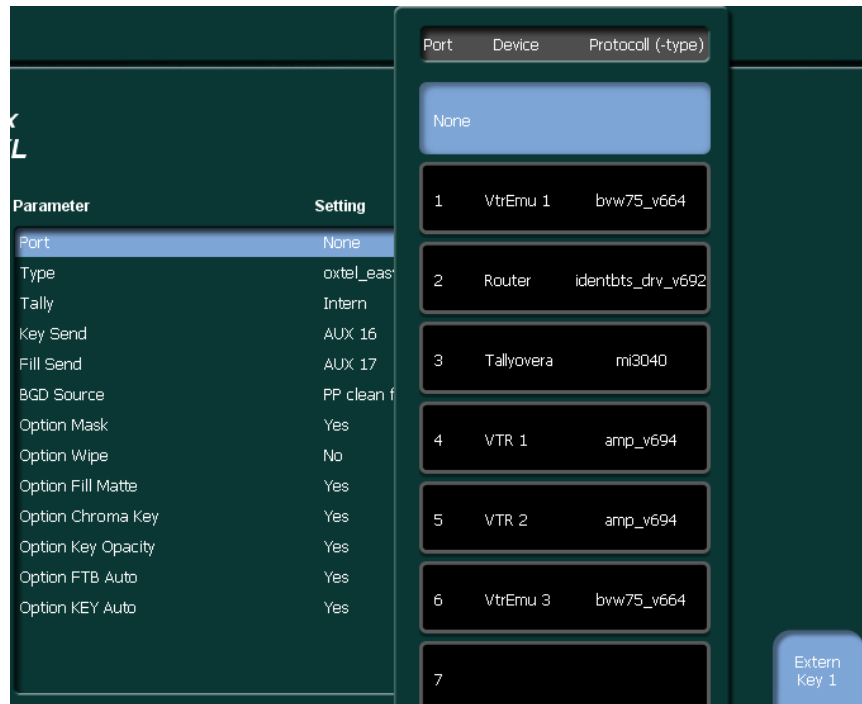 Port Device Protocoll (-type)
None
1 VtrEmu 1 bvw75_v664
2 Router identbts_drv_v692
3 Tallyovera mi3040
4 VTR 1 amp_v694
5 VTR 2 amp_v694
6 VtrEmu 3 bvw75_v664
7
Parameter Setting
Port None
Type oxtel_eas
Tally Intern
Key Send AUX 16
Fill Send AUX 17
BGD Source PP clean f
Option Mask Yes
Option Wipe No
Option Fill Matte Yes
Option Chroma Key Yes
Option Key Opacity Yes
Option FTB Auto Yes
Option KEY Auto Yes
Extern
Key 1